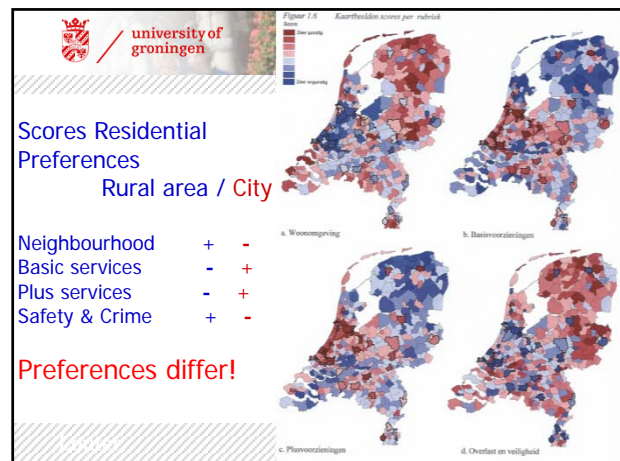 university of
groningen
Scores Residential
Preferences
Rural area / City
Neighbourhood + -
Basic services - +
Plus services - +
Safety & Crime + -
Preferences differ!
Figuur 1.6 Kaartbeelden scores per rubriek
Score
Zeer gunstig
Zeer ongunstig
a. Woonomgeving
b. Basisvoorzieningen
c. Plusvoorzieningen
d. Overlast en veiligheid